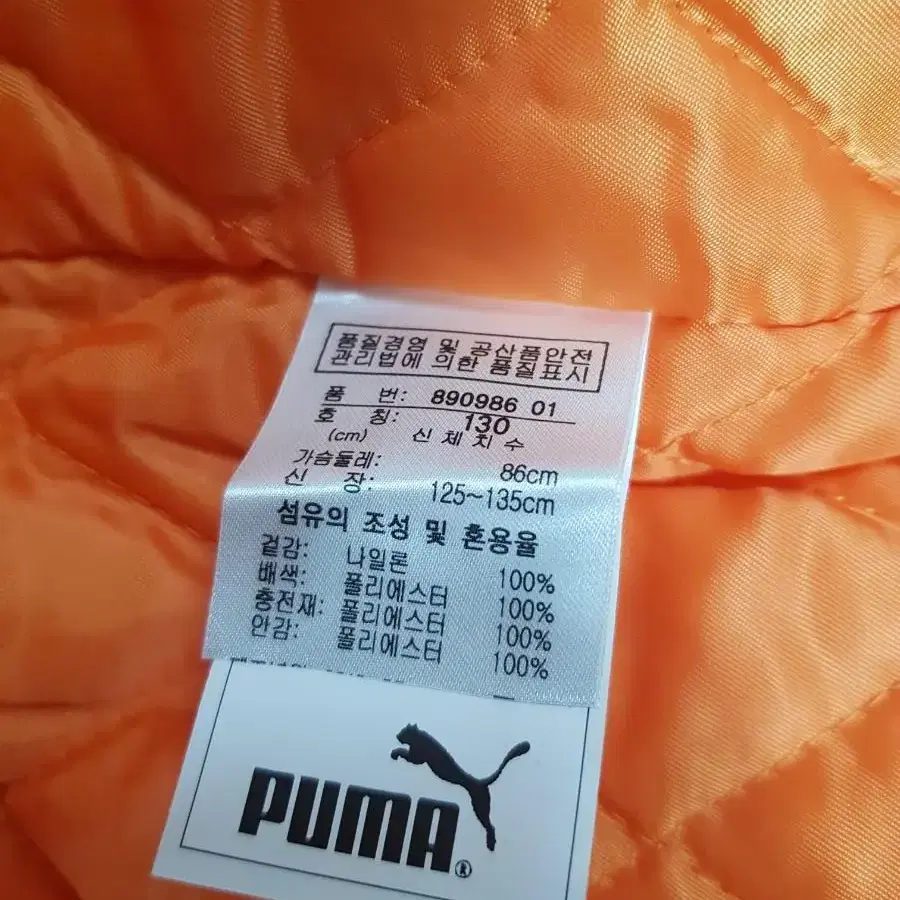 품질경영 및 공산품안전
관리법에 의한 품질표시
품 번: 890986 01
호 칭: 130
(cm) 신 체 치 수
가슴둘레: 86cm
신 장: 125~135cm
섬유의 조성 및 혼용율
겉감: 나일론 100%
배색: 폴리에스터 100%
충전재: 폴리에스터 100%
안감: 폴리에스터 100%
PUMA®